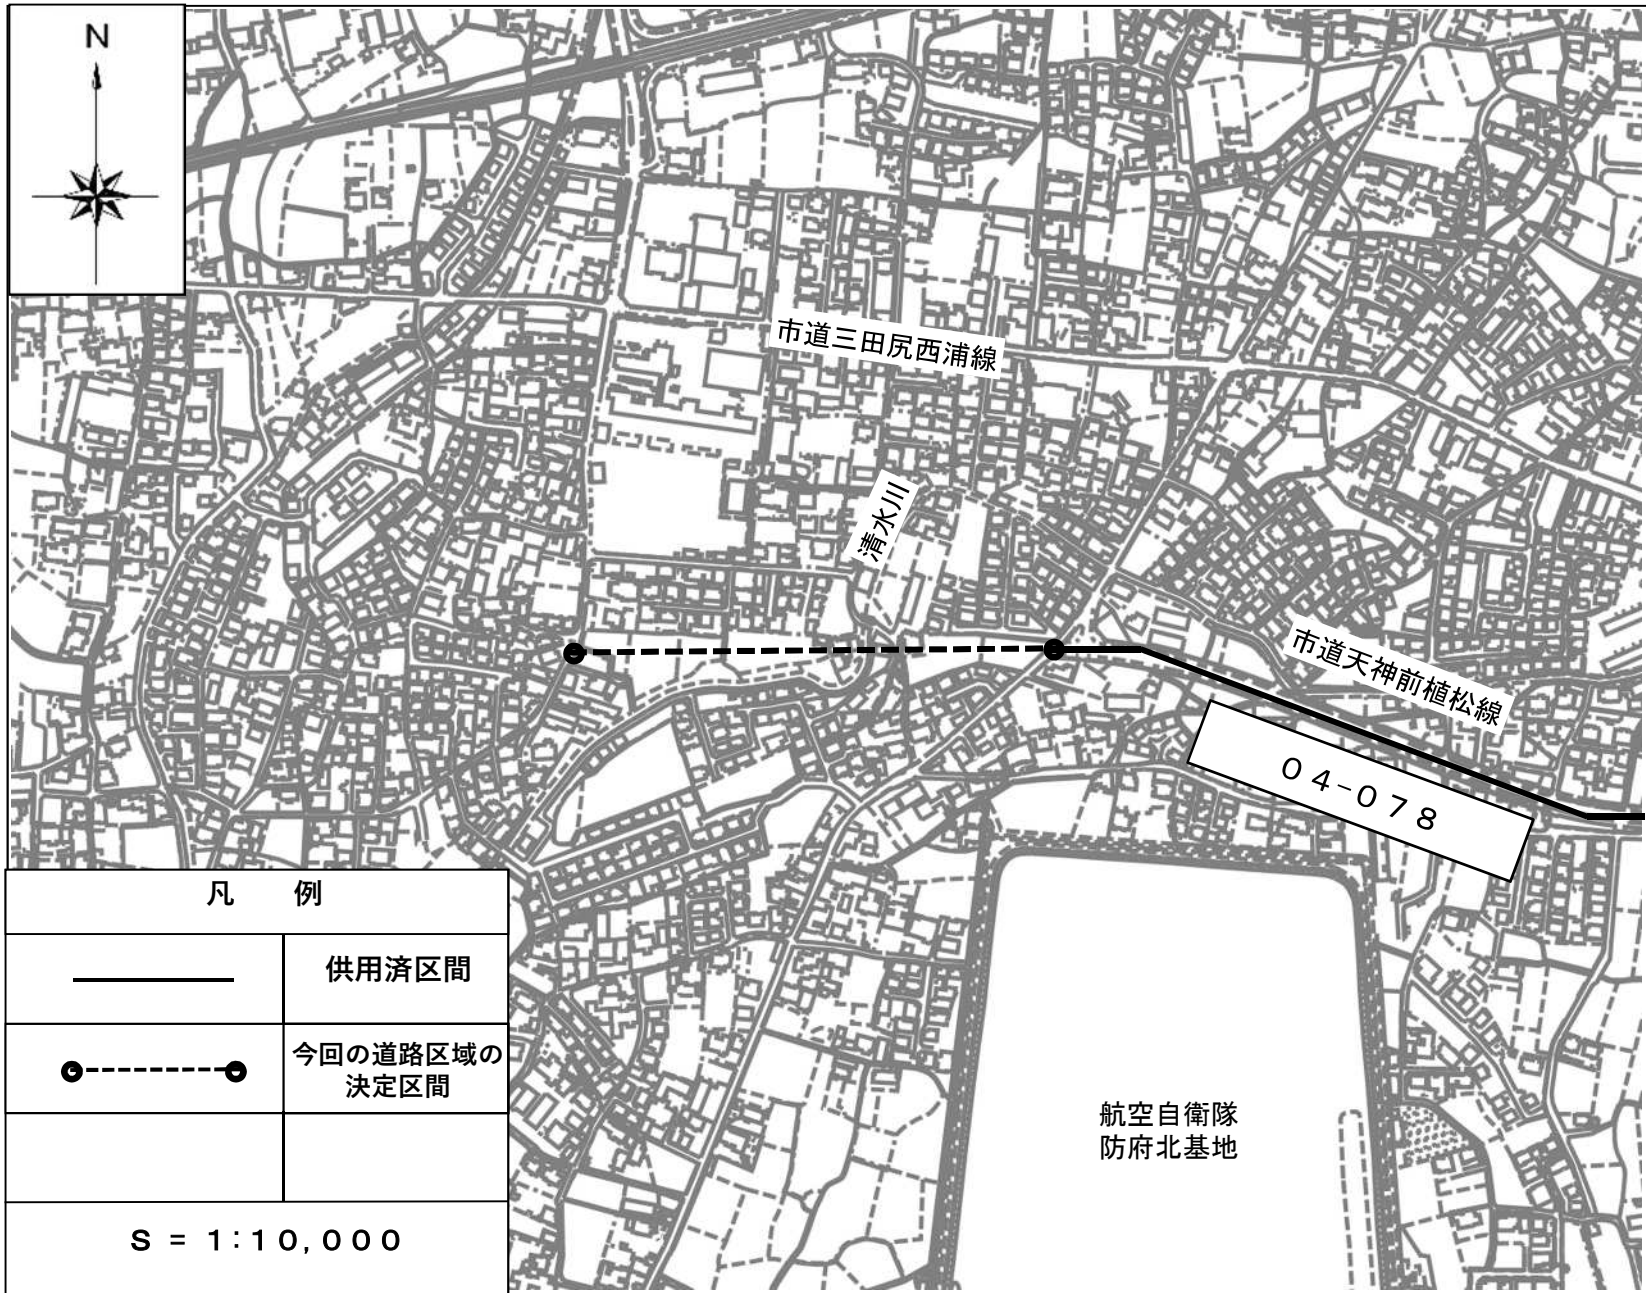 N
市道三田尻西浦線
清水川
市道天神前植松線
04-078
航空自衛隊
防府北基地
凡 例
供用済区間
今回の道路区域の
決定区間
S = 1:10,000